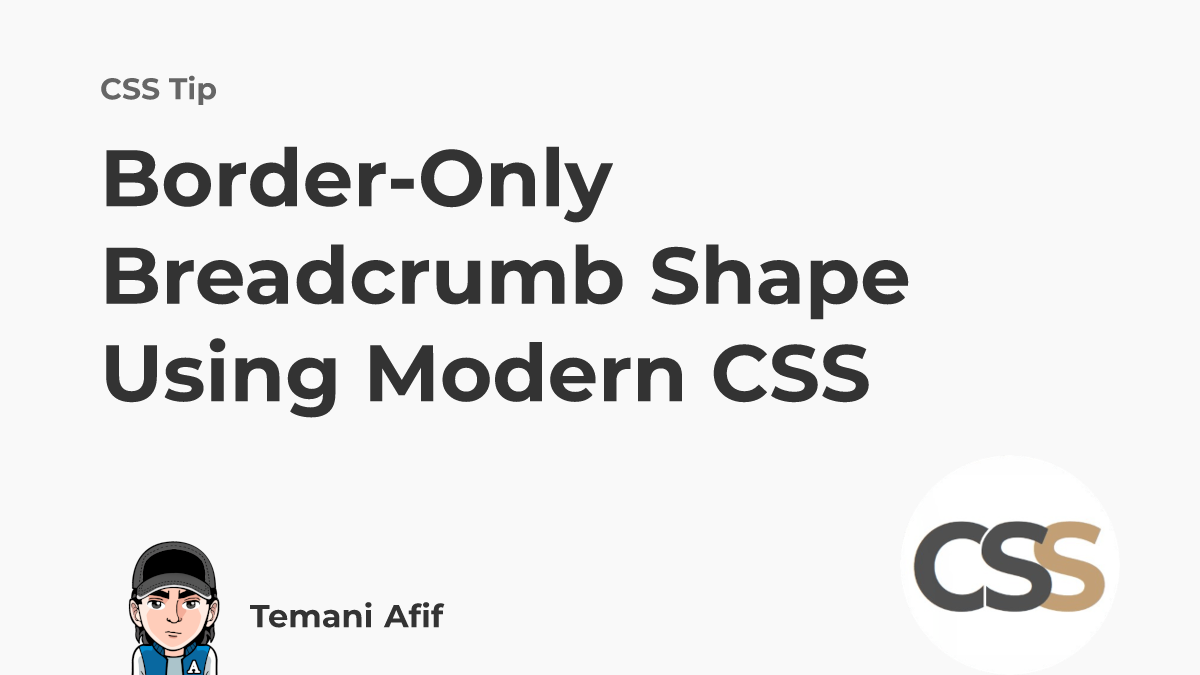 CSS Tip
Border-Only
Breadcrumb Shape
Using Modern CSS
A
Temani Afif
CSS